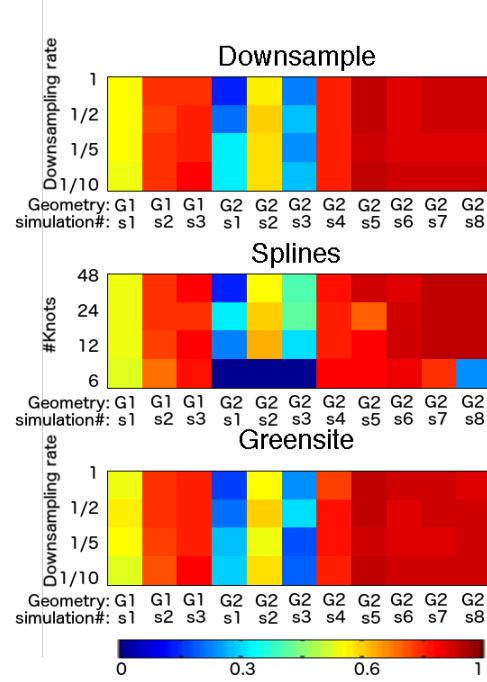 Downsample
Downsampling rate
1
1/2
1/5
1/10
Geometry: G1 G1 G1 G2 G2 G2 G2 G2 G2 G2 G2
simulation#: s1 s2 s3 s1 s2 s3 s4 s5 s6 s7 s8
Splines
#Knots
48
24
12
6
Geometry: G1 G1 G1 G2 G2 G2 G2 G2 G2 G2 G2
simulation#: s1 s2 s3 s1 s2 s3 s4 s5 s6 s7 s8
Greensite
Downsampling rate
1
1/2
1/5
1/10
Geometry: G1 G1 G1 G2 G2 G2 G2 G2 G2 G2 G2
simulation#: s1 s2 s3 s1 s2 s3 s4 s5 s6 s7 s8
0 0.3 0.6 1